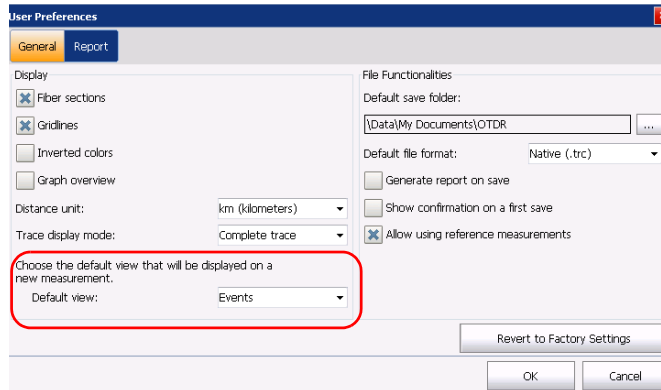 User Preferences
General
Report
Display
Fiber sections
Gridlines
Inverted colors
Graph overview
Distance unit:
km (kilometers)
Trace display mode:
Complete trace
Choose the default view that will be displayed on a
new measurement.
Default view:
Events
File Functionalities
Default save folder:
\Data\My Documents\OTDR
...
Default file format:
Native (.trc)
Generate report on save
Show confirmation on a first save
Allow using reference measurements
Revert to Factory Settings
OK
Cancel